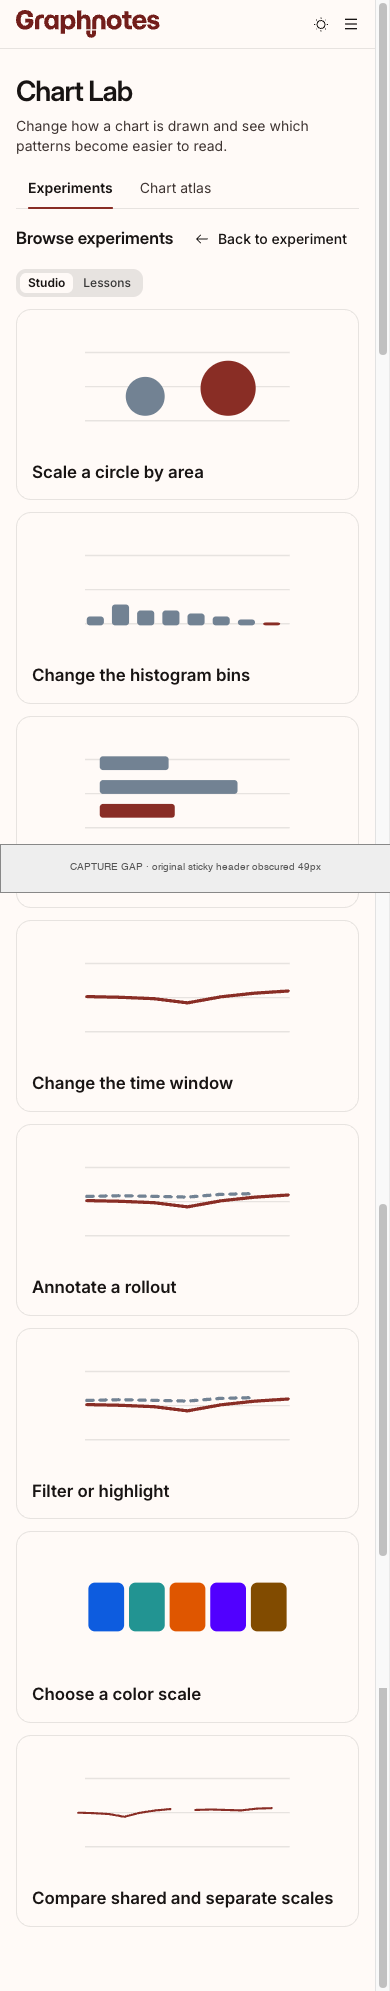 Graphnotes
Chart Lab
Change how a chart is drawn and see which
patterns become easier to read.
Experiments Chart atlas
Browse experiments ← Back to experiment
Studio Lessons
Scale a circle by area
Change the histogram bins
CAPTURE GAP · original sticky header obscured 49px
Change the time window
Annotate a rollout
Filter or highlight
Choose a color scale
Compare shared and separate scales